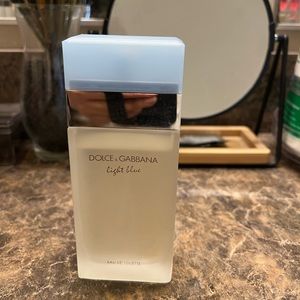 DOLCE & GABBANA
light blue
EAU DE TOILETTE